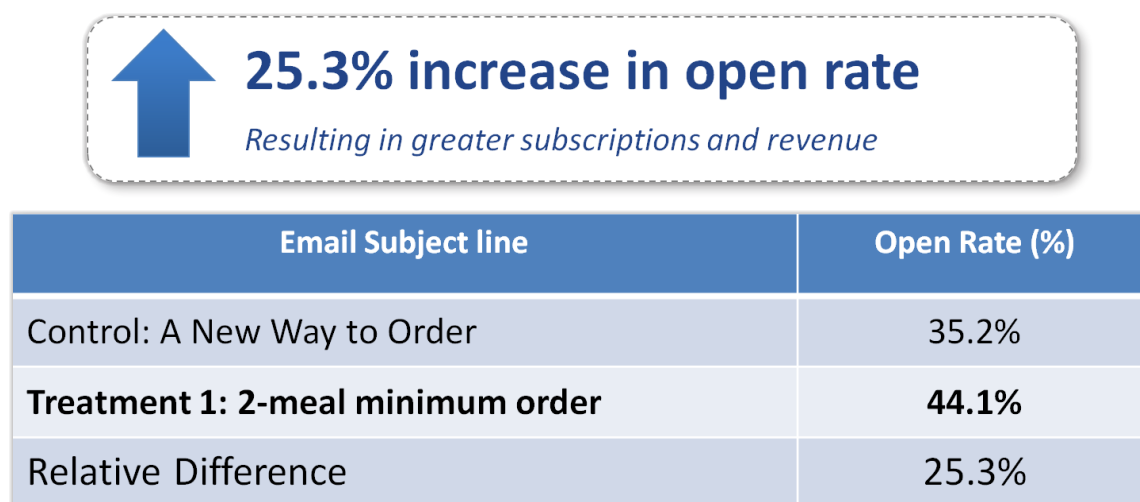 25.3% increase in open rate
Resulting in greater subscriptions and revenue
Email Subject line Open Rate (%)
Control: A New Way to Order 35.2%
Treatment 1: 2-meal minimum order 44.1%
Relative Difference 25.3%